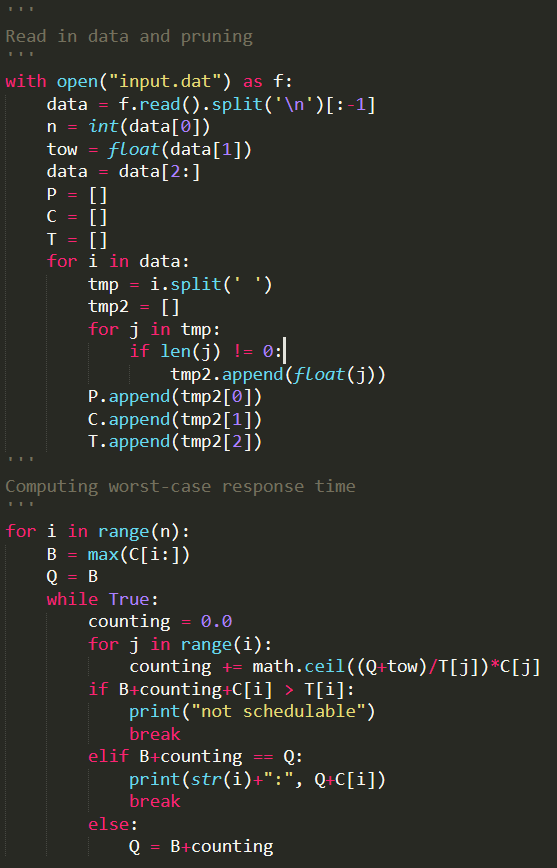 '''
Read in data and pruning
'''
with open("input.dat") as f:
    data = f.read().split('\n')[:-1]
    n = int(data[0])
    tow = float(data[1])
    data = data[2:]
    P = []
    C = []
    T = []
    for i in data:
        tmp = i.split(' ')
        tmp2 = []
        for j in tmp:
            if len(j) != 0:
                tmp2.append(float(j))
        P.append(tmp2[0])
        C.append(tmp2[1])
        T.append(tmp2[2])
'''
Computing worst-case response time
'''
for i in range(n):
    B = max(C[i:])
    Q = B
    while True:
        counting = 0.0
        for j in range(i):
            counting += math.ceil((Q+tow)/T[j])*C[j]
        if B+counting+C[i] > T[i]:
            print("not schedulable")
            break
        elif B+counting == Q:
            print(str(i)+":", Q+C[i])
            break
        else:
            Q = B+counting